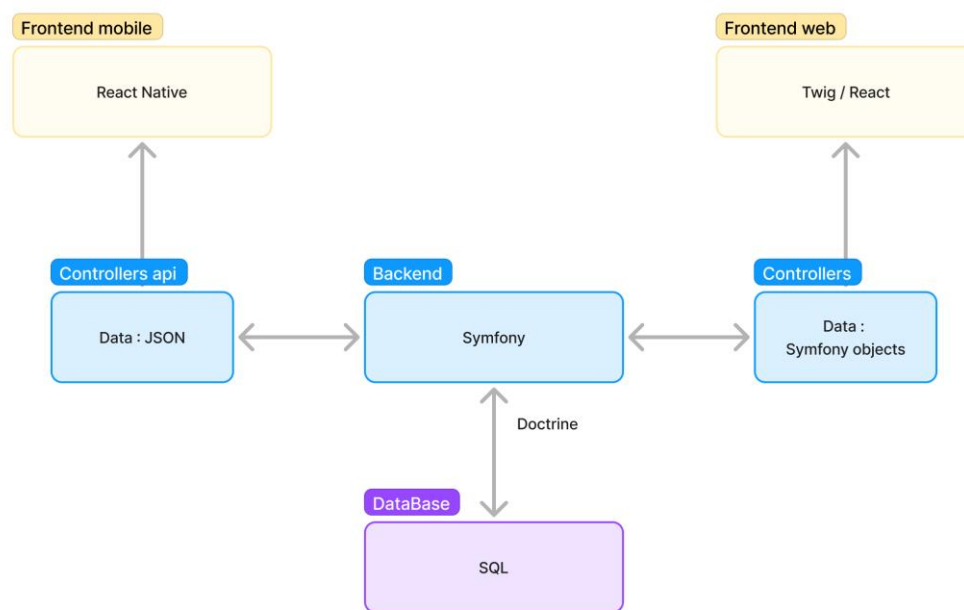 Frontend mobile
React Native
Frontend web
Twig / React
Controllers api
Data : JSON
Backend
Symfony
Controllers
Data :
Symfony objects
Doctrine
DataBase
SQL